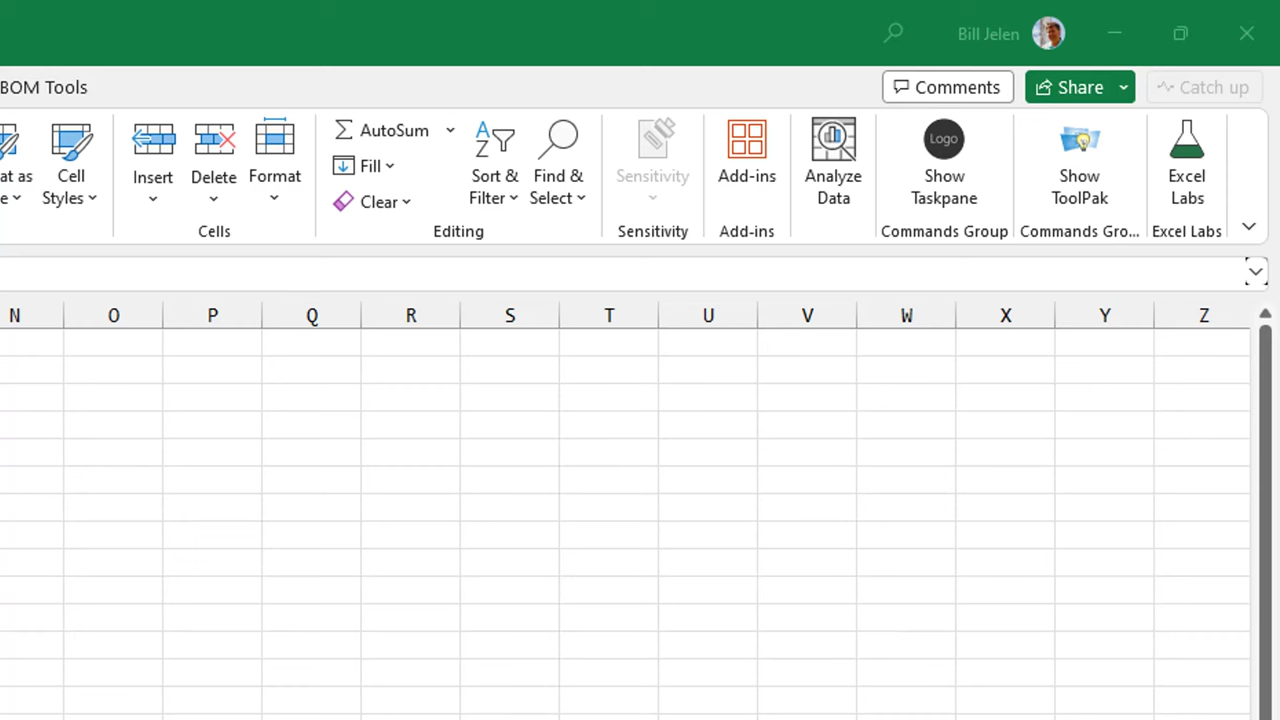 Bill Jelen
BOM Tools
Comments
Share
Catch up
at as
e
Cell
Styles
Insert
Delete
Format
Cells
AutoSum
Fill
Clear
A
Z
Sort &
Filter
Find &
Select
Editing
Sensitivity
Sensitivity
Add-ins
Add-ins
Analyze
Data
Logo
Show
Taskpane
Commands Group
Show
ToolPak
Commands Gro...
Excel
Labs
Excel Labs
N O P Q R S T U V W X Y Z